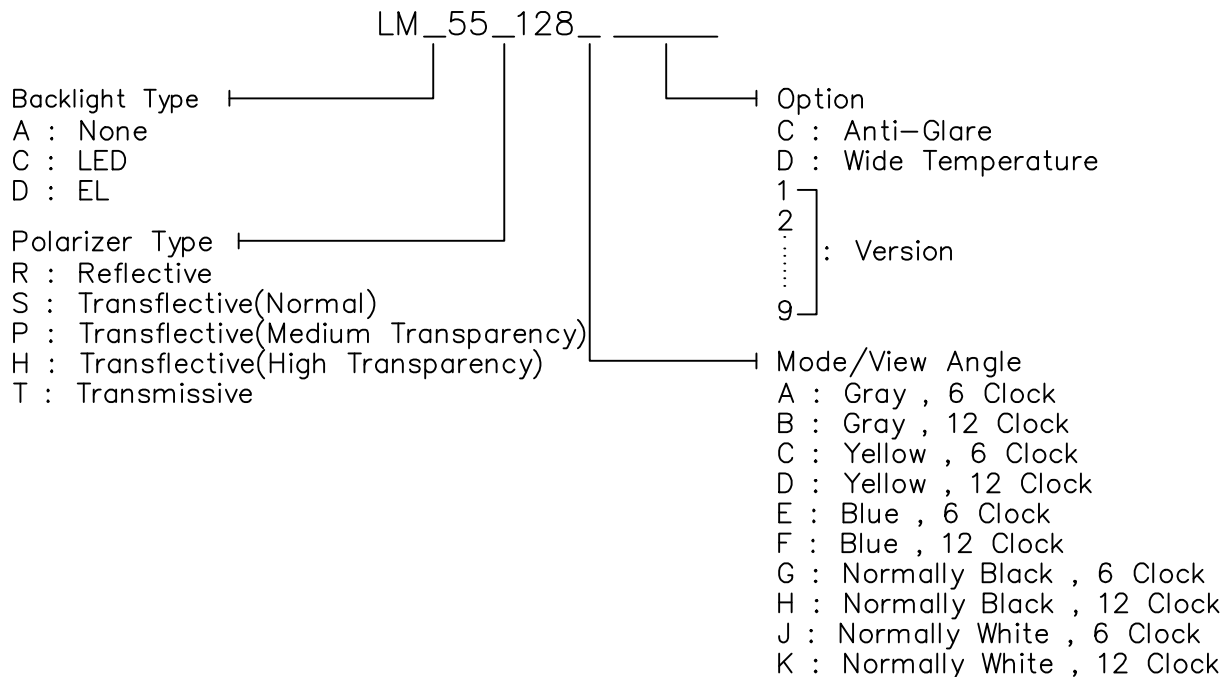 LM_55_128_ _____
Backlight Type
A : None
C : LED
D : EL
Polarizer Type
R : Reflective
S : Transflective(Normal)
P : Transflective(Medium Transparency)
H : Transflective(High Transparency)
T : Transmissive
Option
C : Anti-Glare
D : Wide Temperature
1
2
: Version
9
Mode/View Angle
A : Gray , 6 Clock
B : Gray , 12 Clock
C : Yellow , 6 Clock
D : Yellow , 12 Clock
E : Blue , 6 Clock
F : Blue , 12 Clock
G : Normally Black , 6 Clock
H : Normally Black , 12 Clock
J : Normally White , 6 Clock
K : Normally White , 12 Clock